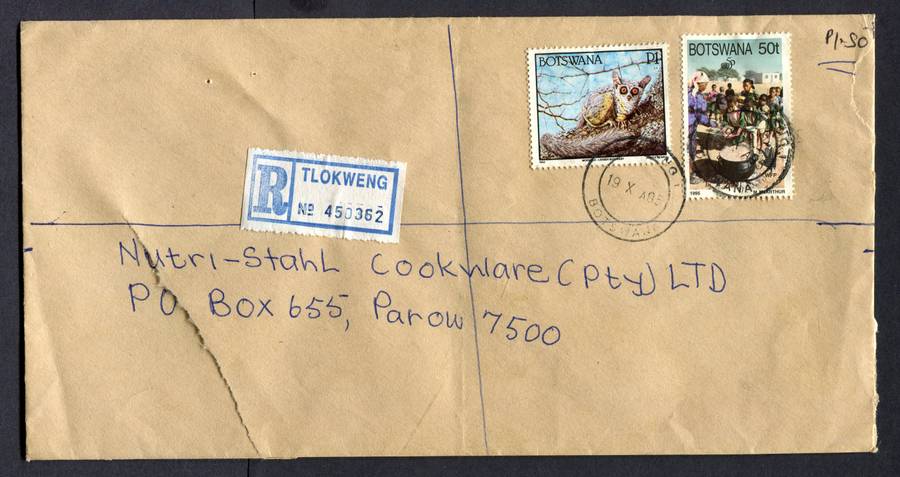 P1-50
BOTSWANA P1
BOTSWANA 50t
1995
TLOKWENG
R
№ 450362
19 X
BOTSWANA
Nutri-Stahl Cookware (Pty) LTD
PO Box 655, Parow 7500